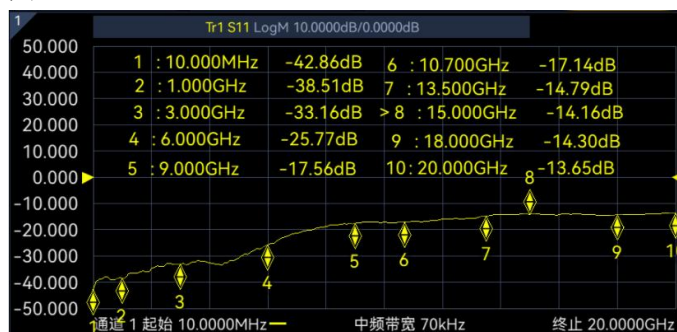 1
Tr1 S11 LogM 10.0000dB/0.0000dB
50.000
40.000
30.000
20.000
10.000
0.000
-10.000
-20.000
-30.000
-40.000
-50.000
1 : 10.000MHz -42.86dB 6 : 10.700GHz -17.14dB
2 : 1.000GHz -38.51dB 7 : 13.500GHz -14.79dB
3 : 3.000GHz -33.16dB >8 : 15.000GHz -14.16dB
4 : 6.000GHz -25.77dB 9 : 18.000GHz -14.30dB
5 : 9.000GHz -17.56dB 10: 20.000GHz -13.65dB
8
1 2 3 4 5 6 7 9 1
通道 1 起始 10.0000MHz 中频带宽 70kHz 终止 20.0000GHz